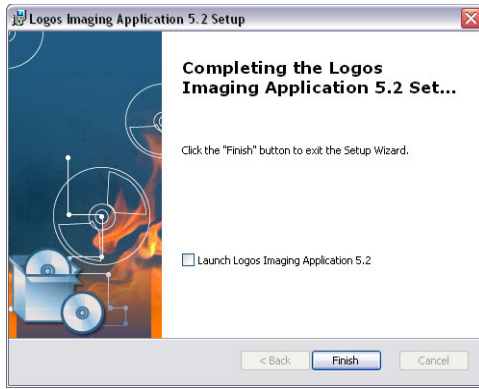 Logos Imaging Application 5.2 Setup
Completing the Logos
Imaging Application 5.2 Set...
Click the "Finish" button to exit the Setup Wizard.
Launch Logos Imaging Application 5.2
< Back
Finish
Cancel